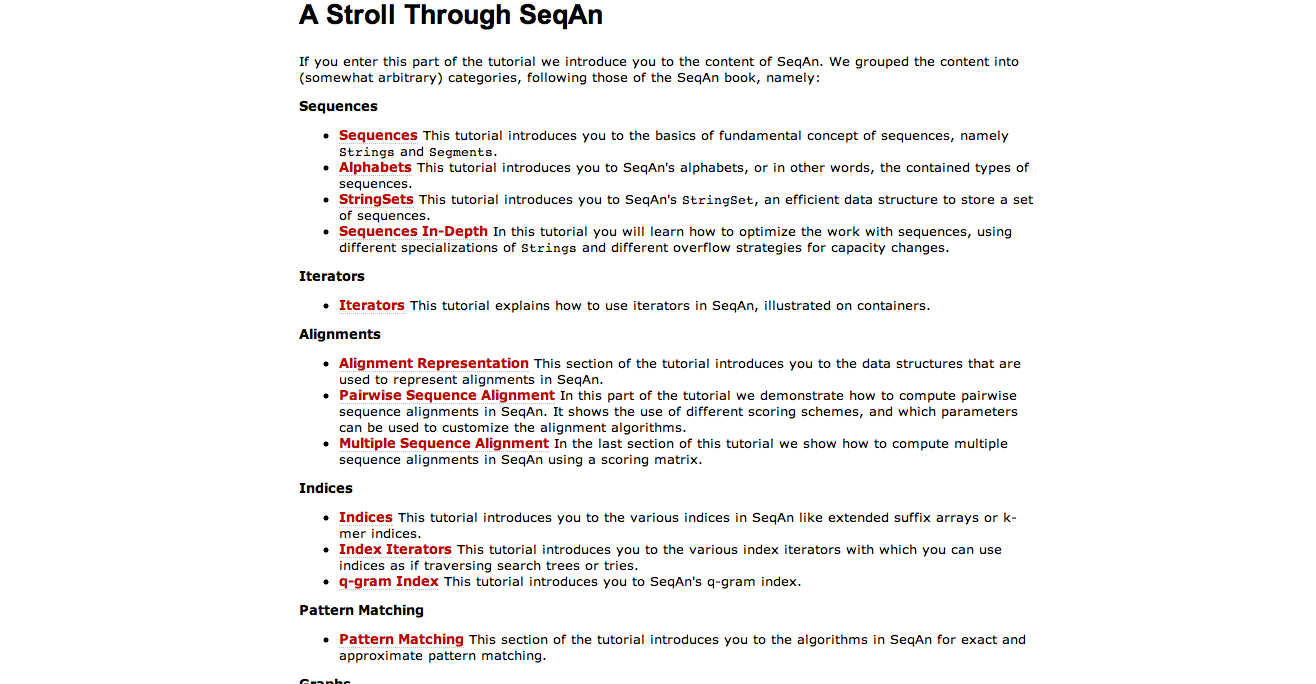 A Stroll Through SeqAn
If you enter this part of the tutorial we introduce you to the content of SeqAn. We grouped the content into
(somewhat arbitrary) categories, following those of the SeqAn book, namely:
Sequences
• Sequences This tutorial introduces you to the basics of fundamental concept of sequences, namely
Strings and Segments.
• Alphabets This tutorial introduces you to SeqAn's alphabets, or in other words, the contained types of
sequences.
• StringSets This tutorial introduces you to SeqAn's StringSet, an efficient data structure to store a set
of sequences.
• Sequences In-Depth In this tutorial you will learn how to optimize the work with sequences, using
different specializations of Strings and different overflow strategies for capacity changes.
Iterators
• Iterators This tutorial explains how to use iterators in SeqAn, illustrated on containers.
Alignments
• Alignment Representation This section of the tutorial introduces you to the data structures that are
used to represent alignments in SeqAn.
• Pairwise Sequence Alignment In this part of the tutorial we demonstrate how to compute pairwise
sequence alignments in SeqAn. It shows the use of different scoring schemes, and which parameters
can be used to customize the alignment algorithms.
• Multiple Sequence Alignment In the last section of this tutorial we show how to compute multiple
sequence alignments in SeqAn using a scoring matrix.
Indices
• Indices This tutorial introduces you to the various indices in SeqAn like extended suffix arrays or k-
mer indices.
• Index Iterators This tutorial introduces you to the various index iterators with which you can use
indices as if traversing search trees or tries.
• q-gram Index This tutorial introduces you to SeqAn's q-gram index.
Pattern Matching
• Pattern Matching This section of the tutorial introduces you to the algorithms in SeqAn for exact and
approximate pattern matching.
Graphs